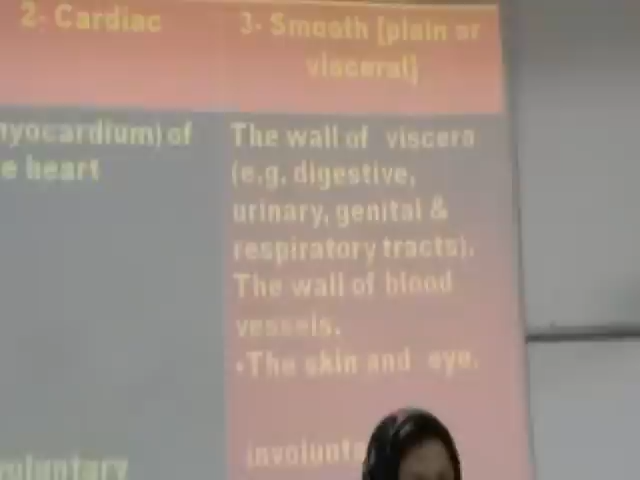 2- Cardiac
3- Smooth [plain or
visceral]
myocardium) of
e heart
The wall of viscera
(e.g. digestive,
urinary, genital &
respiratory tracts).
The wall of blood
vessels.
•The skin and eye.
involunta
voluntary